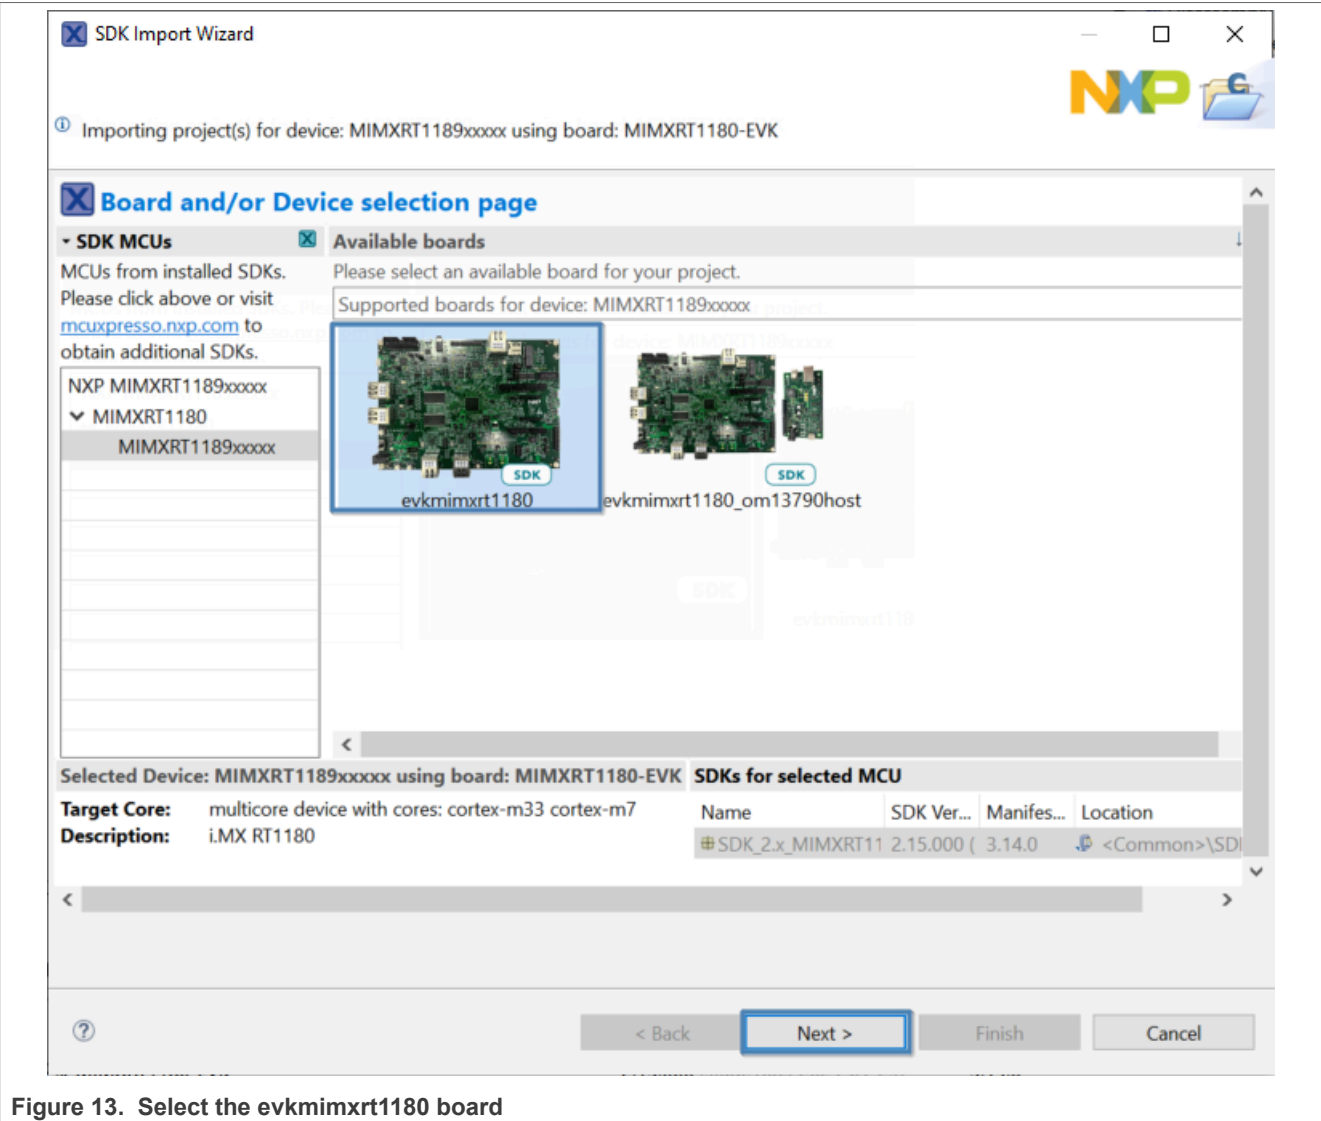 SDK Import Wizard
NXP
Importing project(s) for device: MIMXRT1189xxxxx using board: MIMXRT1180-EVK
Board and/or Device selection page
SDK MCUs
MCUs from installed SDKs.
Please click above or visit
mcuxpresso.nxp.com to
obtain additional SDKs.
NXP MIMXRT1189xxxxx
MIMXRT1180
MIMXRT1189xxxxx
Available boards
Please select an available board for your project.
Supported boards for device: MIMXRT1189xxxxx
SDK
evkmimxrt1180
SDK
evkmimxrt1180_om13790host
Selected Device: MIMXRT1189xxxxx using board: MIMXRT1180-EVK
Target Core: multicore device with cores: cortex-m33 cortex-m7
Description: i.MX RT1180
SDKs for selected MCU
Name SDK Ver... Manifes... Location
SDK_2.x_MIMXRT11 2.15.000 ( 3.14.0 <Common>\SD
< Back Next > Finish Cancel
Figure 13. Select the evkmimxrt1180 board